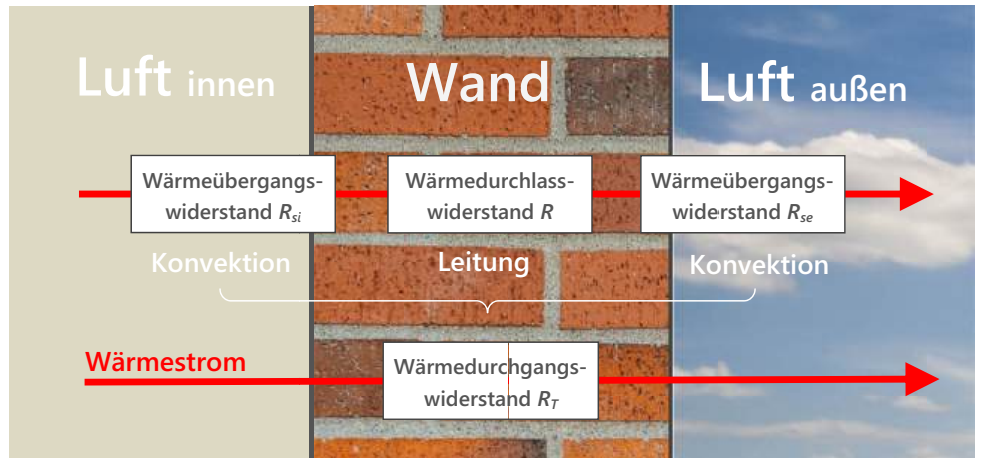 Luft innen
Wand
Luft außen
Wärmeübergangs-
widerstand Rsi
Wärmedurchlass-
widerstand R
Wärmeübergangs-
widerstand Rse
Konvektion
Leitung
Konvektion
Wärmestrom
Wärmedurchgangs-
widerstand RT